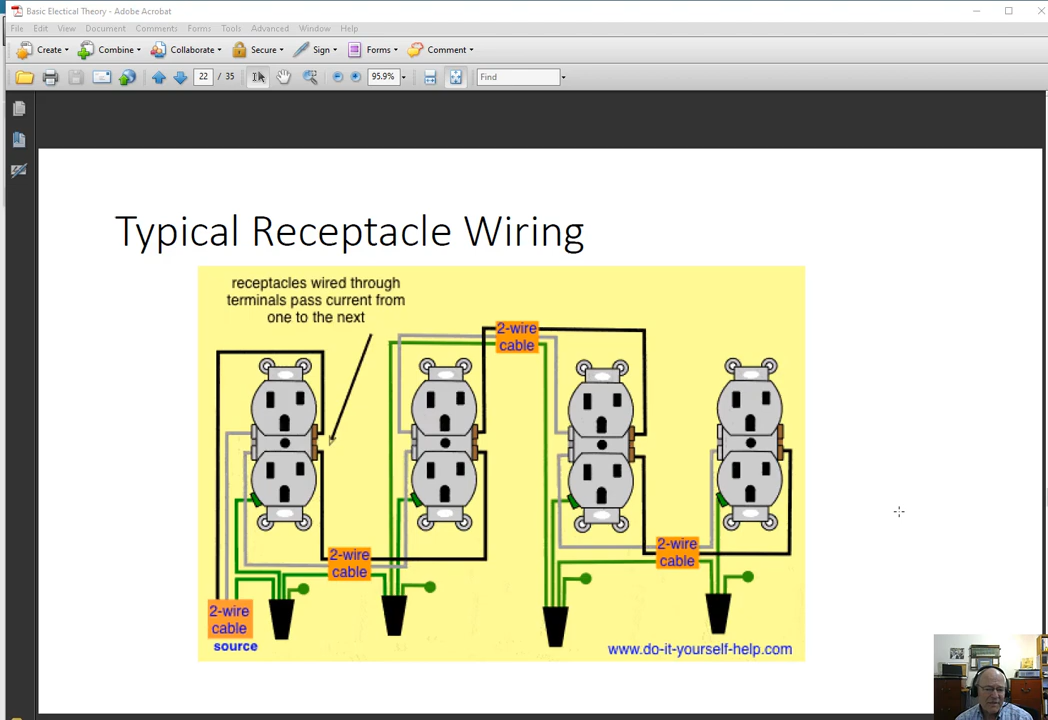 Basic Electical Theory - Adobe Acrobat
File Edit View Document Comments Forms Tools Advanced Window Help
Create Combine Collaborate Secure Sign Forms Comment
22 / 35 95.9% Find
Typical Receptacle Wiring
receptacles wired through
terminals pass current from
one to the next
2-wire
cable
2-wire
cable
2-wire
cable
2-wire
cable
source
www.do-it-yourself-help.com